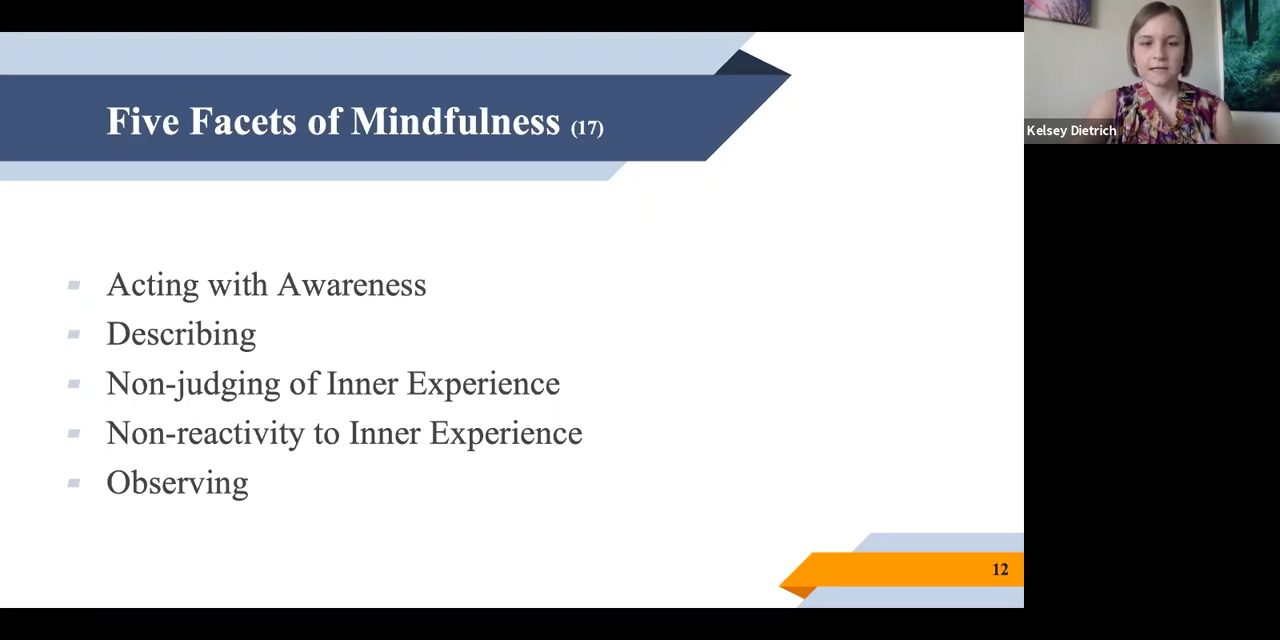 Five Facets of Mindfulness (17)
Acting with Awareness
Describing
Non-judging of Inner Experience
Non-reactivity to Inner Experience
Observing
12
Kelsey Dietrich